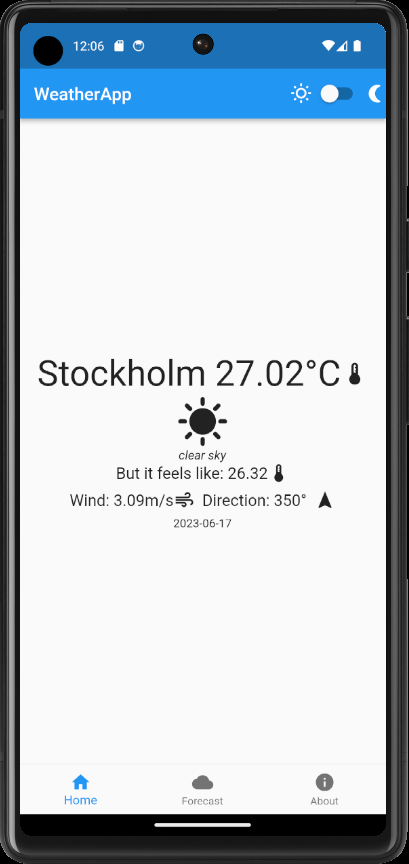 12:06
WeatherApp
Stockholm 27.02°C
clear sky
But it feels like: 26.32
Wind: 3.09m/s Direction: 350°
2023-06-17
Home Forecast About